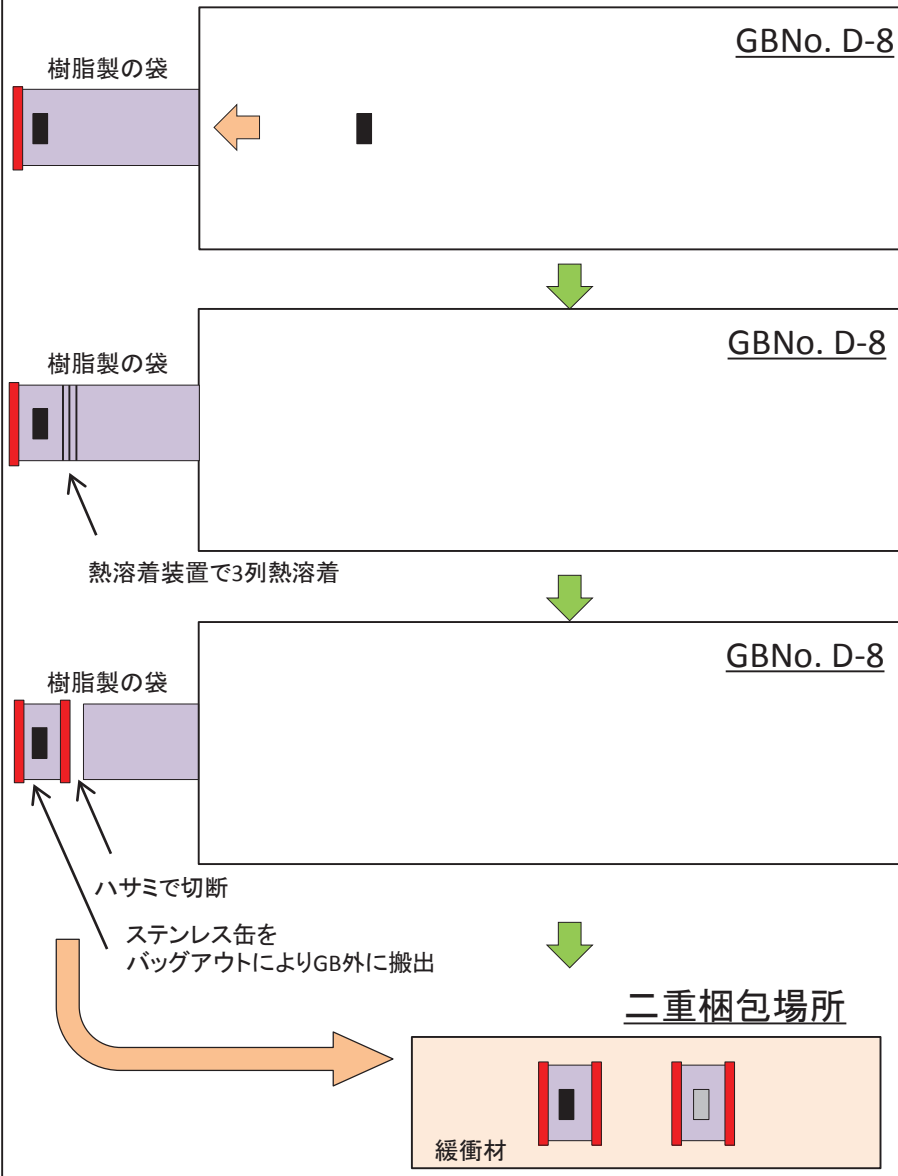 GBNo. D-8
樹脂製の袋
GBNo. D-8
樹脂製の袋
熱溶着装置で3列熱溶着
GBNo. D-8
樹脂製の袋
ハサミで切断
ステンレス缶を
バッグアウトによりGB外に搬出
二重梱包場所
緩衝材